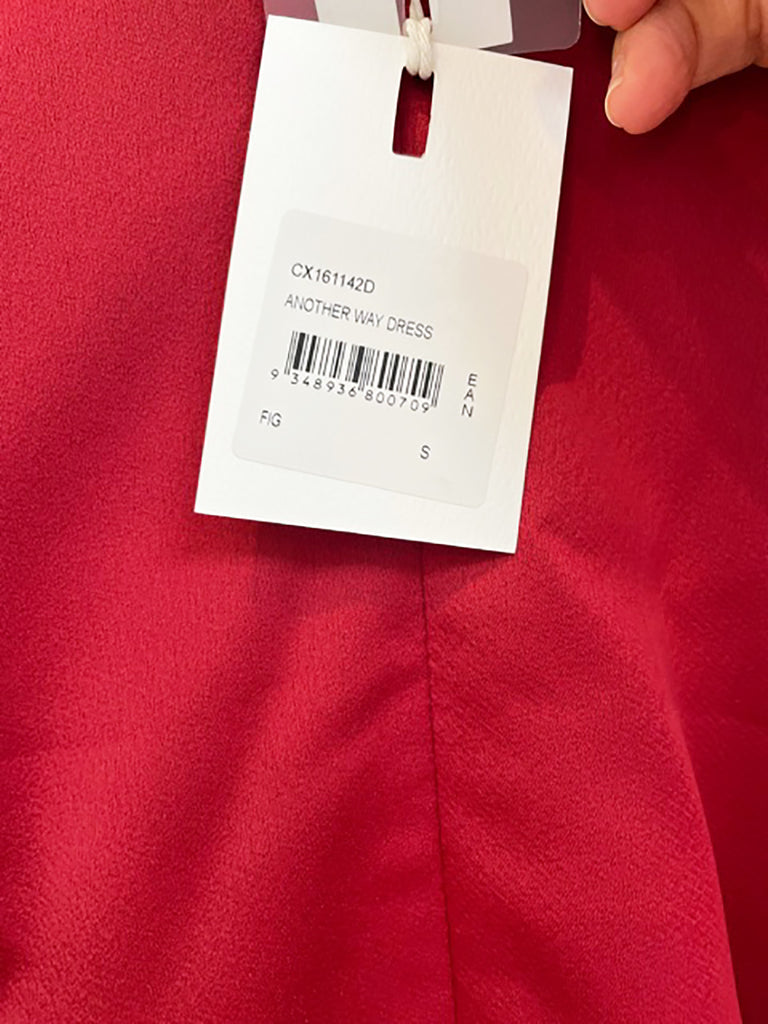 CX161142D
ANOTHER WAY DRESS
9 348936 800709
EAN
FIG
S